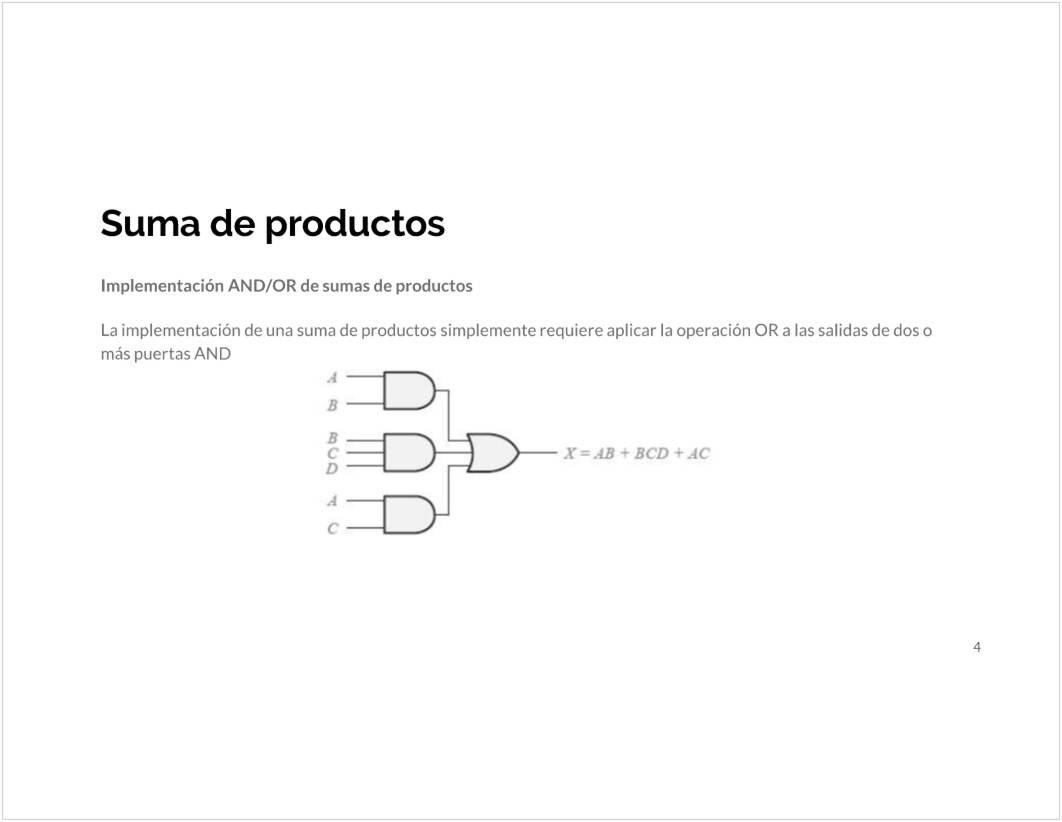 Suma de productos
Implementación AND/OR de sumas de productos
La implementación de una suma de productos simplemente requiere aplicar la operación OR a las salidas de dos o
más puertas AND
A
B
B
C
D
A
C
X = AB + BCD + AC
4